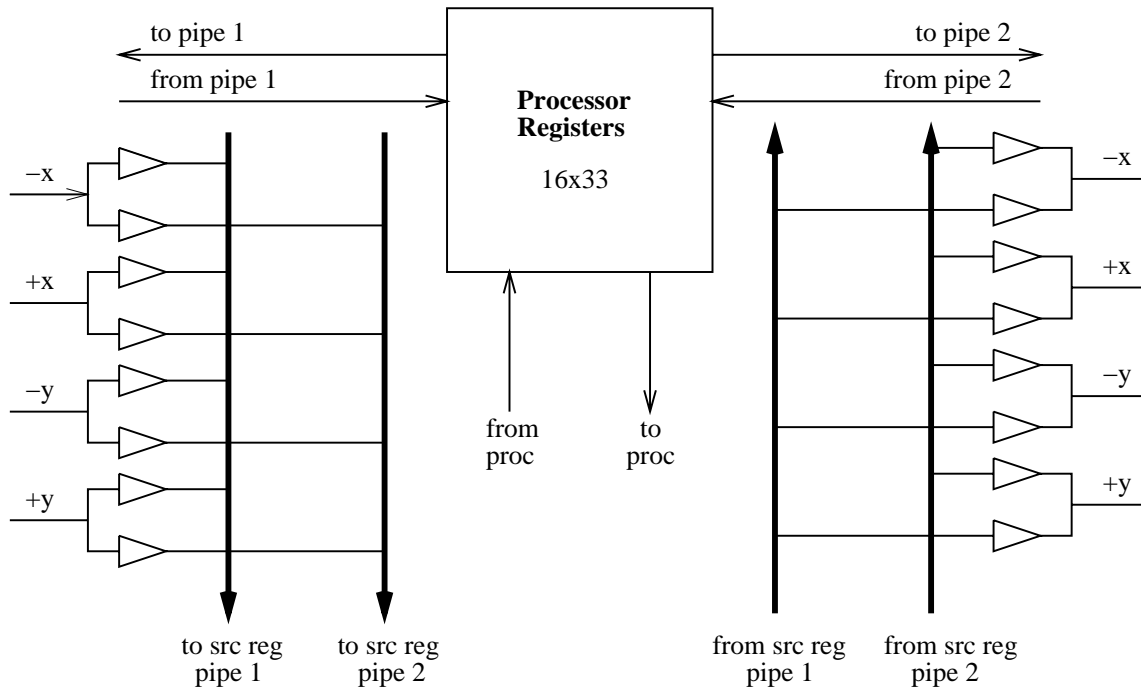 to pipe 1
from pipe 1
Processor
Registers
16x33
to pipe 2
from pipe 2
−x
+x
−y
+y
from
proc
to
proc
−x
+x
−y
+y
to src reg
pipe 1
to src reg
pipe 2
from src reg
pipe 1
from src reg
pipe 2